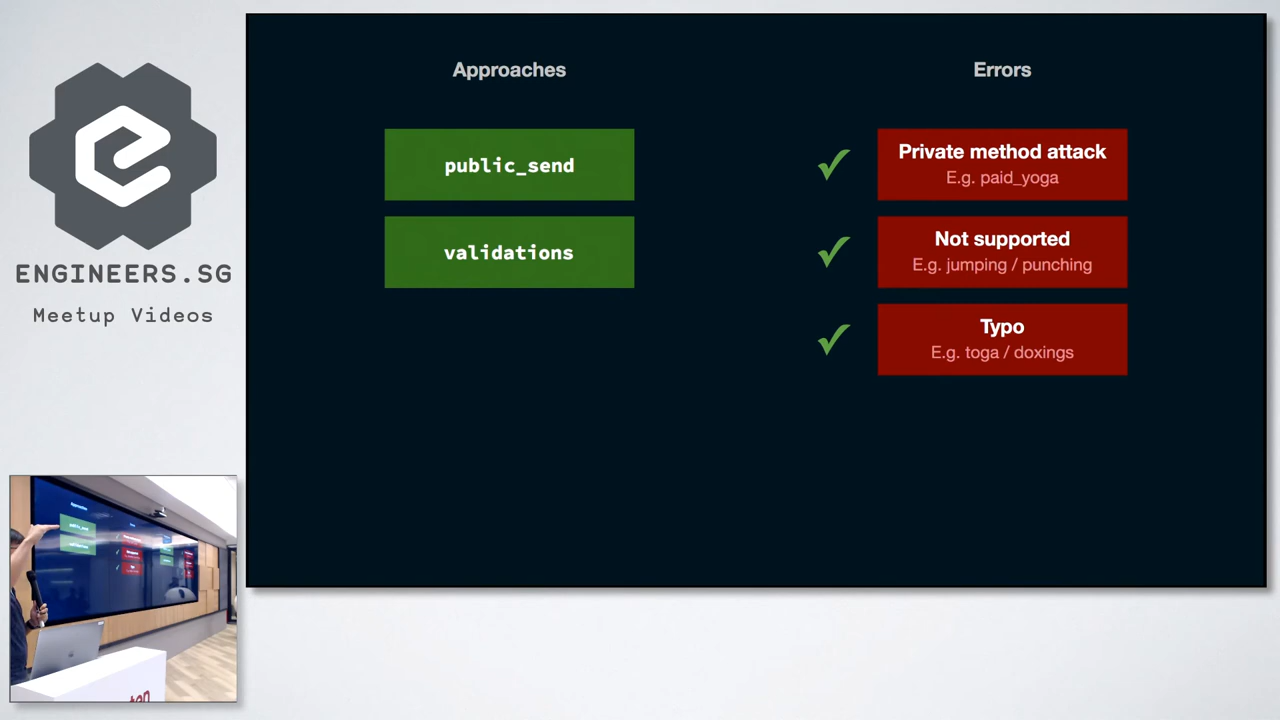 ENGINEERS.SG
Meetup Videos
Approaches
public_send
validations
Errors
Private method attack
E.g. paid_yoga
Not supported
E.g. jumping / punching
Typo
E.g. toga / doxings